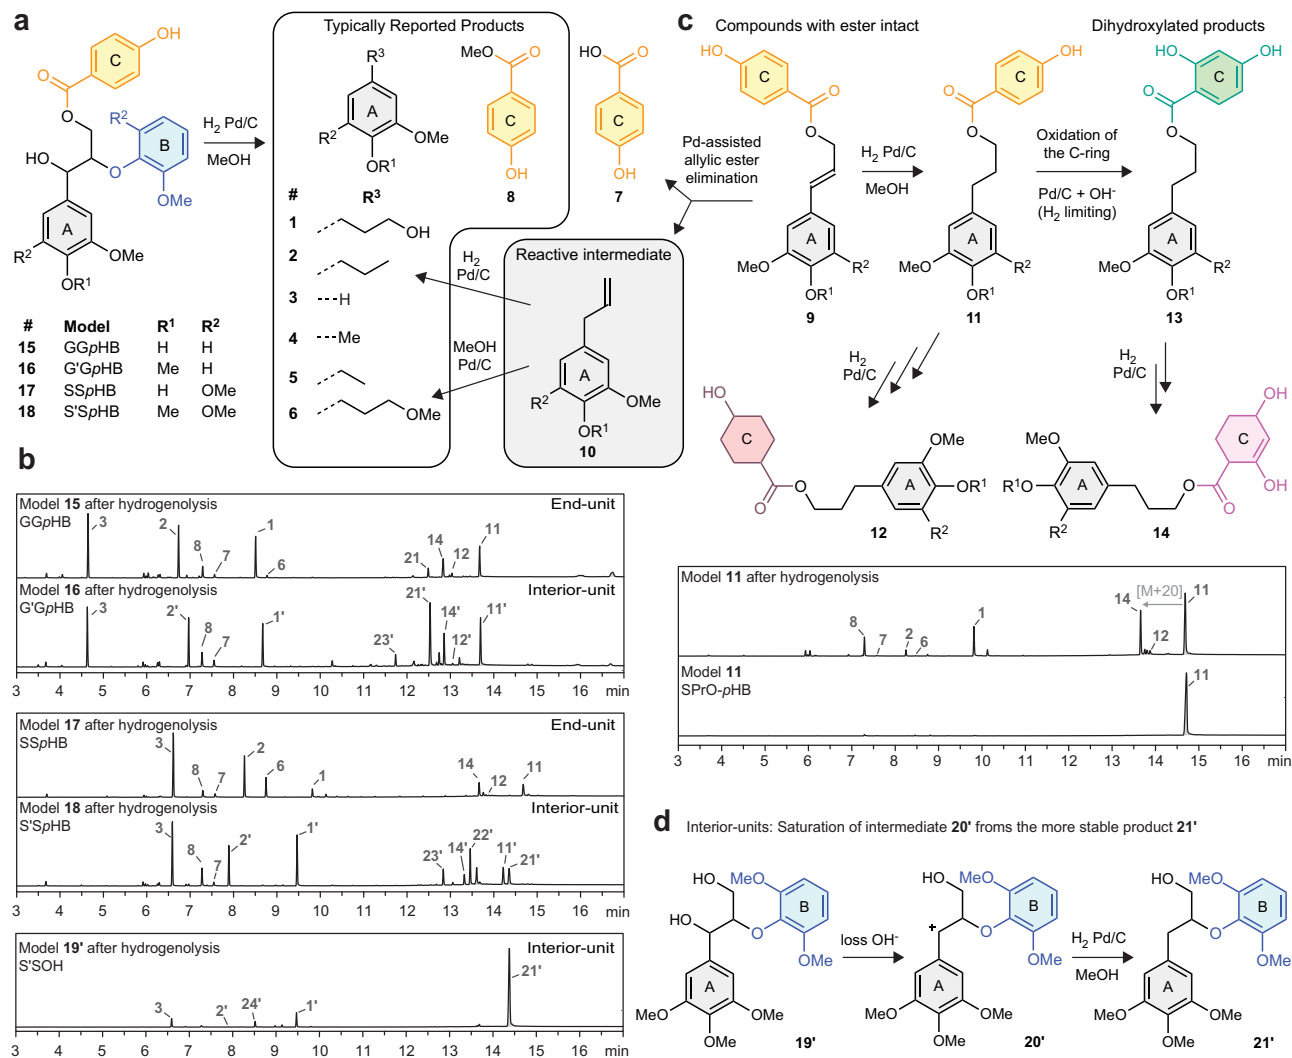 a
OH
C
O
O
R2
B
HO
O
OMe
A
R2
OMe
OR1
H2 Pd/C
MeOH
# Model R1 R2
15 GGpHB H H
16 G'GpHB Me H
17 SSpHB H OMe
18 S'SpHB Me OMe
Typically Reported Products
R3
A
R2
OMe
OR1
MeO
O
C
OH
8
HO
O
C
OH
7
# R3
1
OH
2
3
H
4
Me
5
6
OMe
H2
Pd/C
MeOH
Pd/C
Reactive intermediate
A
R2
OMe
OR1
10
c
Compounds with ester intact
Dihydroxylated products
HO
C
O
O
A
MeO
R2
OR1
9
Pd-assisted
allylic ester
elimination
H2 Pd/C
MeOH
OH
C
O
O
A
MeO
R2
OR1
11
Oxidation of
the C-ring
Pd/C + OH-
(H2 limiting)
HO
OH
C
O
O
A
MeO
R2
OR1
13
H2
Pd/C
H2
Pd/C
HO
C
O
O
OMe
A
OR1
R2
12
MeO
R1O
A
R2
O
O
C
OH
OH
14
b
Model 15 after hydrogenolysis
GGpHB
End-unit
3 2 8 7 1 6 21 14 12 11
Model 16 after hydrogenolysis
G'GpHB
Interior-unit
3 2' 8 7 1' 23' 21' 14' 12' 11'
3 4 5 6 7 8 9 10 11 12 13 14 15 16 min
Model 17 after hydrogenolysis
SSpHB
End-unit
3 8 7 2 6 1 14 12 11
Model 18 after hydrogenolysis
S'SpHB
Interior-unit
3 8 7 2' 1' 23' 14' 22' 11' 21'
3 4 5 6 7 8 9 10 11 12 13 14 15 16 min
Model 19' after hydrogenolysis
S'SOH
Interior-unit
3 2' 24' 1' 21'
3 4 5 6 7 8 9 10 11 12 13 14 15 16 min
Model 11 after hydrogenolysis
8 7 2 6 1 14 [M+20] 12 11
Model 11
SPrO-pHB
11
3 4 5 6 7 8 9 10 11 12 13 14 15 16 min
d
Interior-units: Saturation of intermediate 20' froms the more stable product 21'
HO
MeO
B
HO
O
OMe
A
MeO
OMe
OMe
19'
loss OH-
HO
MeO
B
+
O
OMe
A
MeO
OMe
OMe
20'
H2 Pd/C
MeOH
HO
MeO
B
O
OMe
A
MeO
OMe
OMe
21'